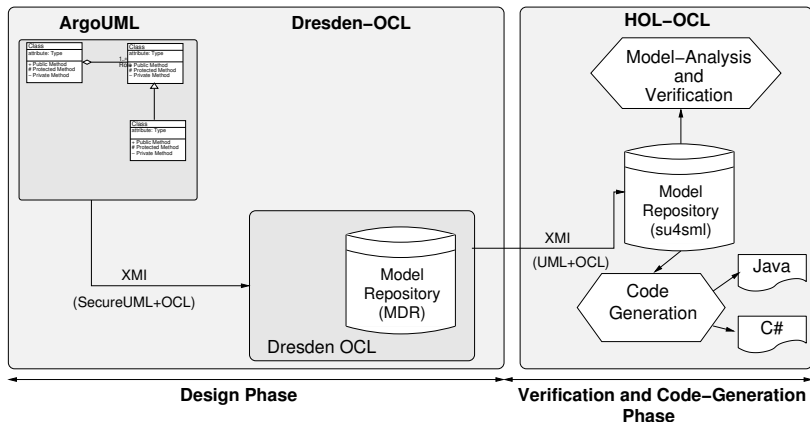 ArgoUML
Dresden–OCL
HOL–OCL
Class
attribute: Type
+ Public Method
# Protected Method
– Private Method
Class
attribute: Type
+ Public Method
# Protected Method
– Private Method
Class
attribute: Type
+ Public Method
# Protected Method
– Private Method
XMI
(SecureUML+OCL)
Model
Repository
(MDR)
Dresden OCL
XMI
(UML+OCL)
Model–Analysis
and
Verification
Model
Repository
(su4sml)
Code
Generation
Java
C#
Design Phase
Verification and Code–Generation
Phase